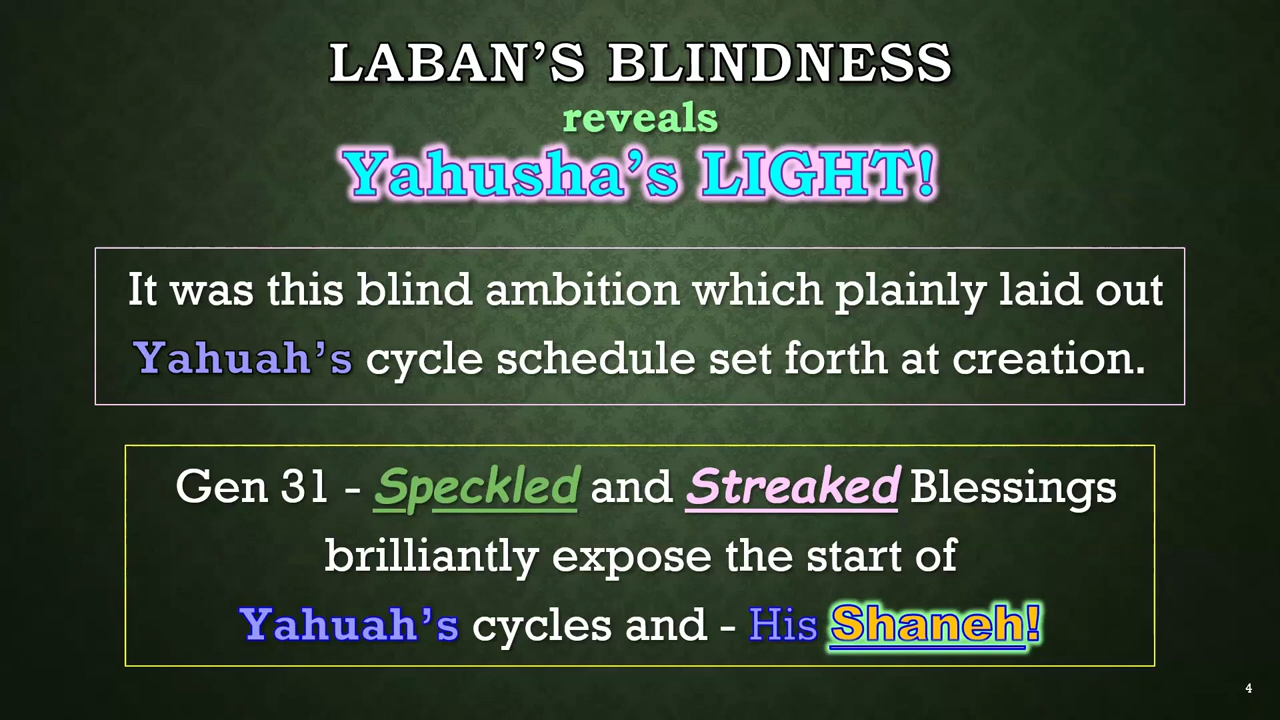 LABAN'S BLINDNESS
reveals
Yahusha's LIGHT!
It was this blind ambition which plainly laid out
Yahuah's cycle schedule set forth at creation.
Gen 31 - Speckled and Streaked Blessings
brilliantly expose the start of
Yahuah's cycles and - His Shaneh!
4